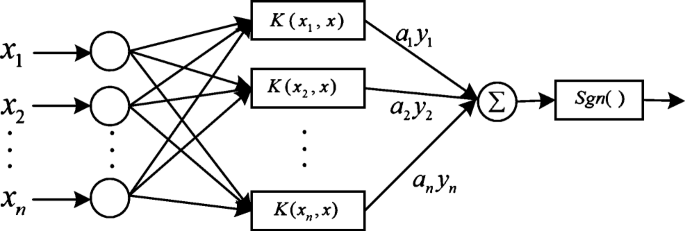 x₁
x₂
⋮ ⋮
xₙ
K(x₁, x)
K(x₂, x)
⋮
K(xₙ, x)
a₁y₁
a₂y₂
aₙyₙ
Σ
Sgn( )